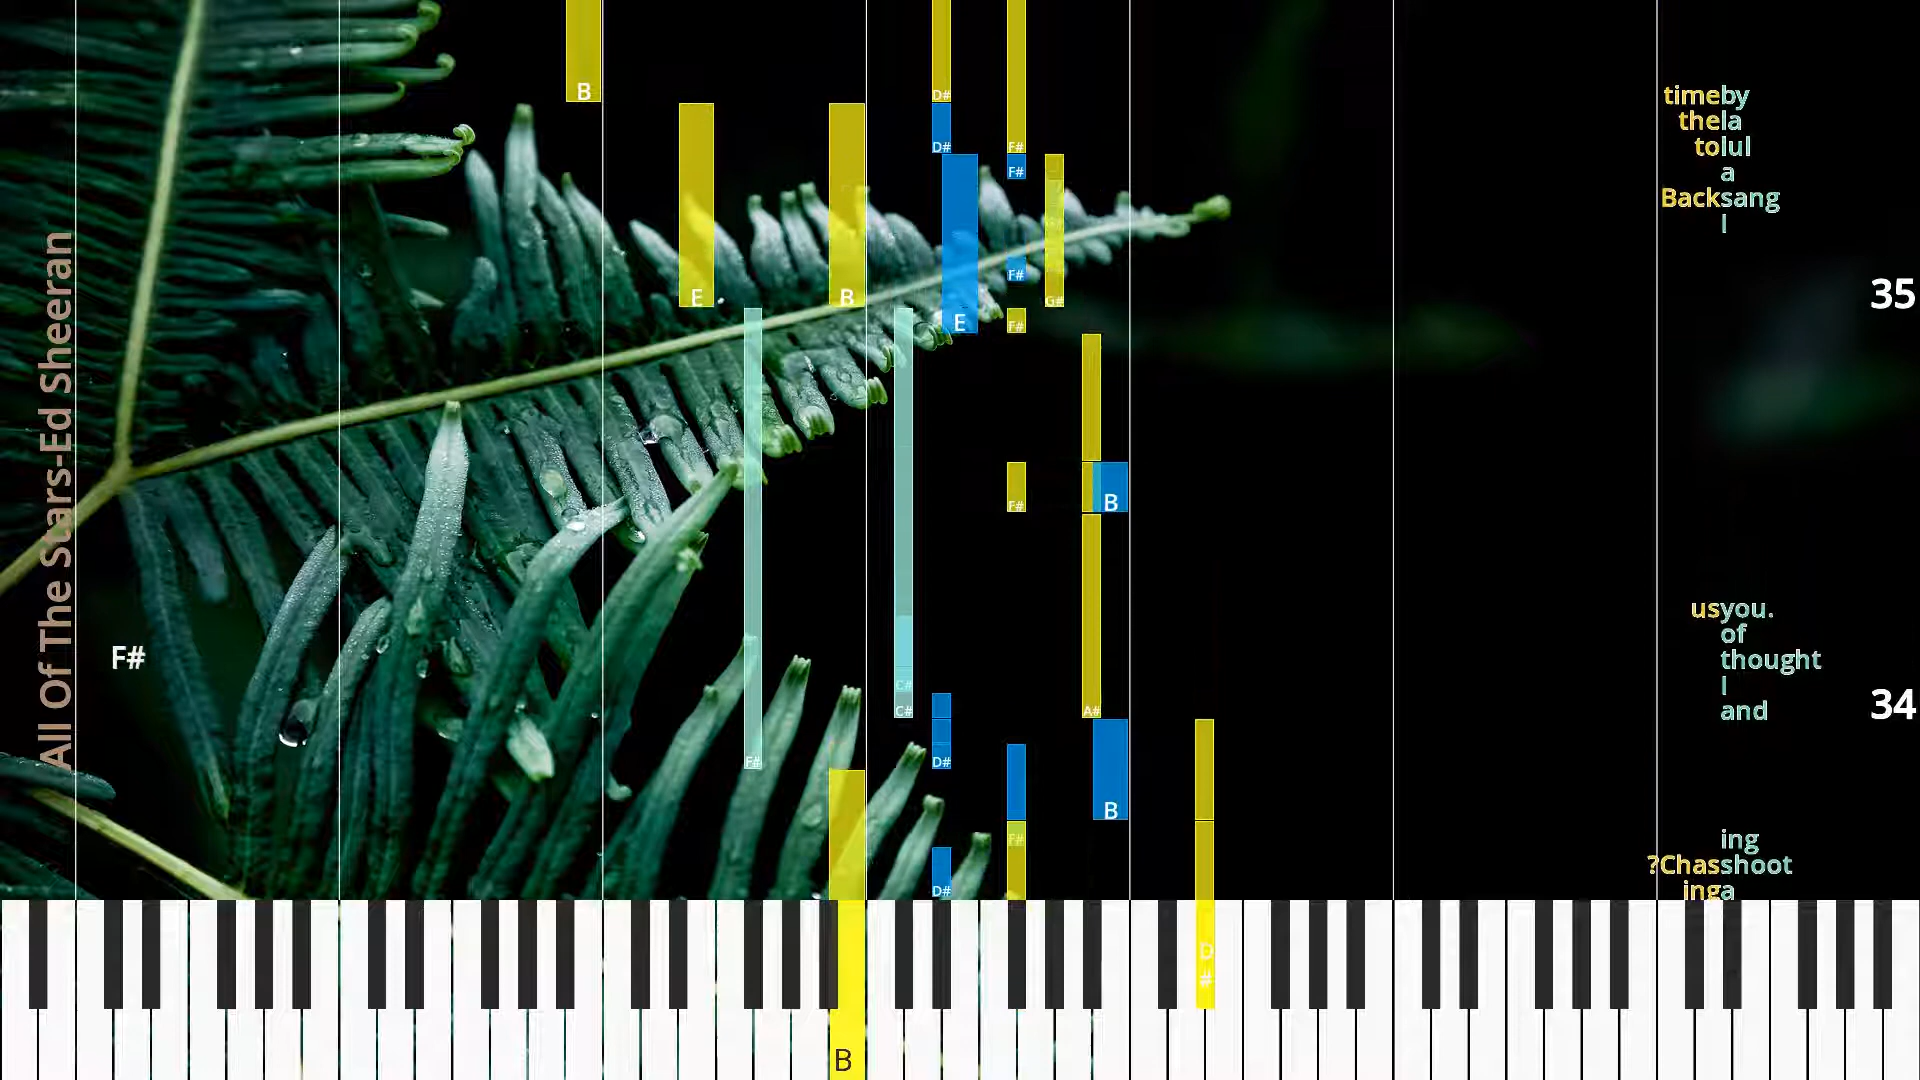 All Of The Stars-Ed Sheeran
B
D#
timeby
thela
D#
F#
tolul
F#
a
Backsang
I
F#
E
B
G#
35
E
F#
F#
B
usyou.
of
F#
thought
C#
I
C#
A#
and
34
F#
D#
B
F#
ing
?Chasshoot
D#
inga
D
#
B